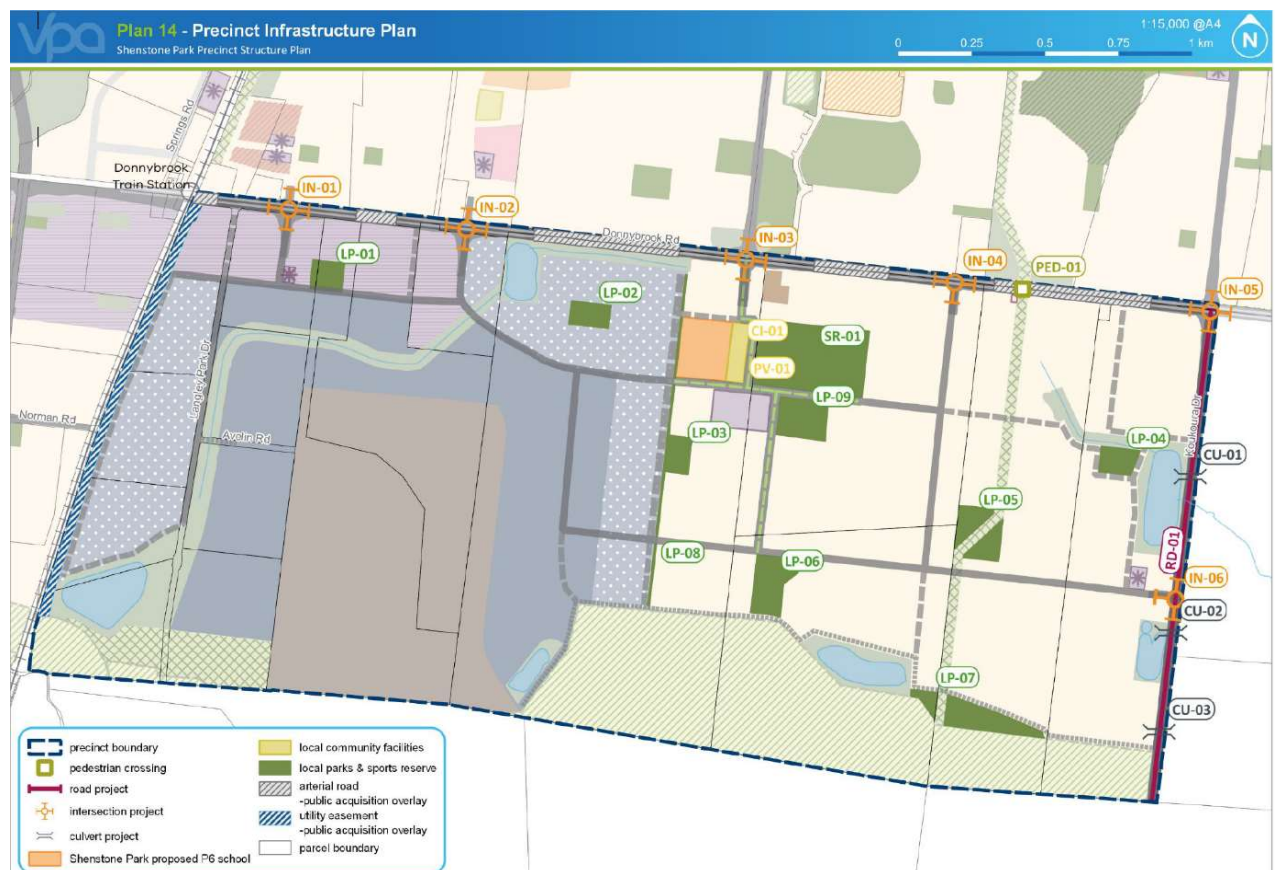 vpa
Plan 14 - Precinct Infrastructure Plan
Shenstone Park Precinct Structure Plan
1:15,000 @A4
0 0.25 0.5 0.75 1 km
N
Springs Rd
Donnybrook
Train Station
IN-01
IN-02
Donnybrook Rd
IN-03
IN-04
PED-01
IN-05
LP-01
LP-02
CI-01
SR-01
PV-01
Langley Park Dr
Norman Rd
Avelin Rd
LP-09
LP-03
LP-04
Koukoura Dr
CU-01
LP-05
LP-08
LP-06
RD-01
IN-06
CU-02
LP-07
CU-03
precinct boundary
pedestrian crossing
road project
intersection project
culvert project
Shenstone Park proposed P6 school
local community facilities
local parks & sports reserve
arterial road
-public acquisition overlay
utility easement
-public acquisition overlay
parcel boundary